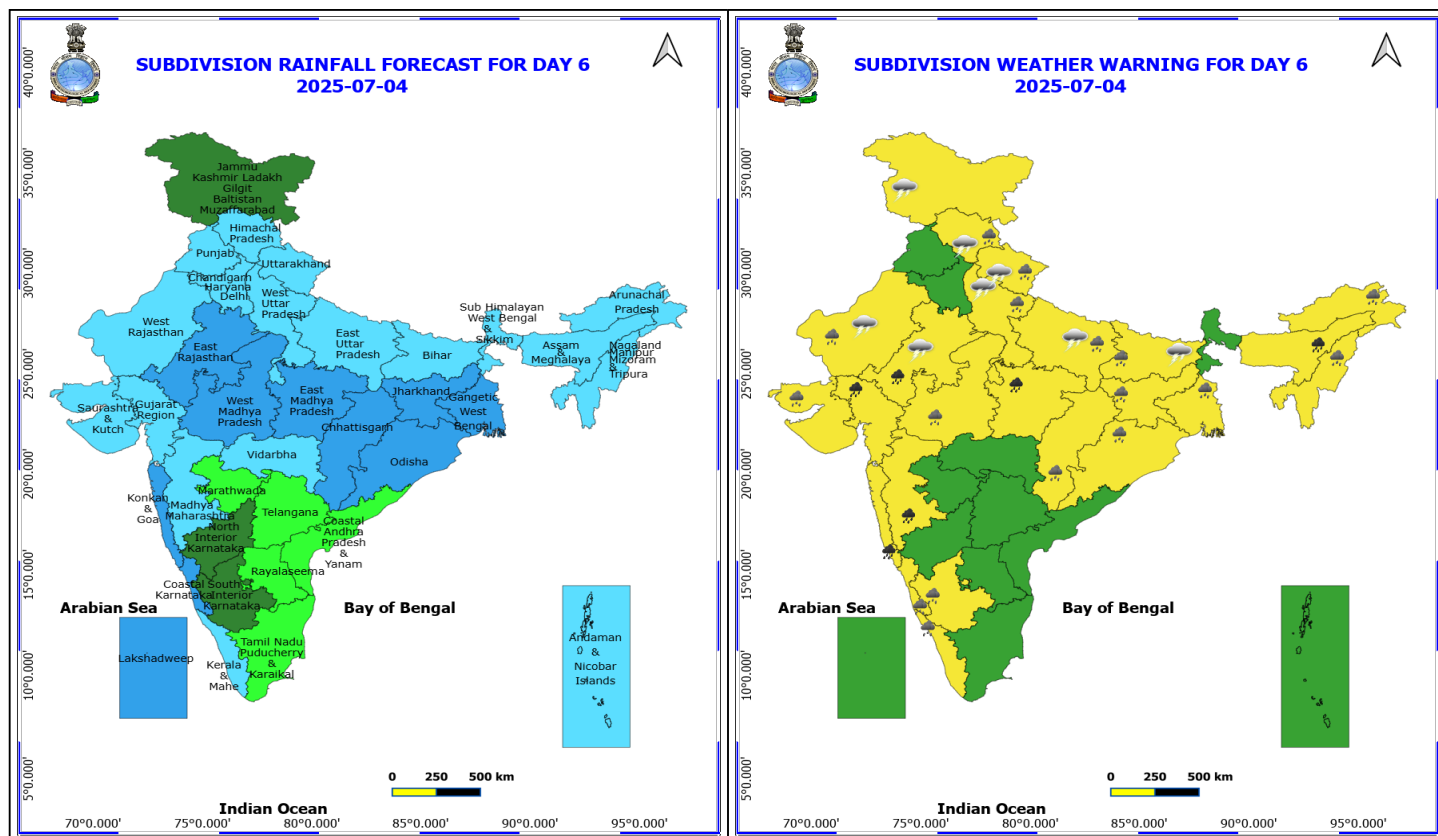 SUBDIVISION RAINFALL FORECAST FOR DAY 6
2025-07-04
40°0.000'
35°0.000'
30°0.000'
25°0.000'
20°0.000'
15°0.000'
10°0.000'
5°0.000'
Jammu
Kashmir Ladakh
Gilgit
Baltistan
Muzaffarabad
Himachal
Pradesh
Punjab
Uttarakhand
Chandigarh
Haryana
Delhi
West
Uttar
Pradesh
West
Rajasthan
East
Rajasthan
East
Uttar
Pradesh
Bihar
Sub Himalayan
West Bengal
&
Sikkim
Arunachal
Pradesh
Assam
&
Meghalaya
Nagaland
Manipur
Mizoram
&
Tripura
Saurashtra
&
Kutch
Gujarat
Region
West
Madhya
Pradesh
East
Madhya
Pradesh
Jharkhand
Gangetic
West
Bengal
Chhattisgarh
Odisha
Vidarbha
Konkan
&
Goa
Madhya
Maharashtra
Marathwada
Telangana
North
Interior
Karnataka
Coastal
Andhra
Pradesh
&
Yanam
Rayalaseema
Coastal
Karnataka
South
Interior
Karnataka
Arabian Sea
Bay of Bengal
Lakshadweep
Tamil Nadu
Puducherry
&
Karaikal
Kerala
&
Mahe
Andaman
&
Nicobar
Islands
0 250 500 km
Indian Ocean
70°0.000' 75°0.000' 80°0.000' 85°0.000' 90°0.000' 95°0.000'
SUBDIVISION WEATHER WARNING FOR DAY 6
2025-07-04
40°0.000'
35°0.000'
30°0.000'
25°0.000'
20°0.000'
15°0.000'
10°0.000'
5°0.000'
Arabian Sea
Bay of Bengal
0 250 500 km
Indian Ocean
70°0.000' 75°0.000' 80°0.000' 85°0.000' 90°0.000' 95°0.000'